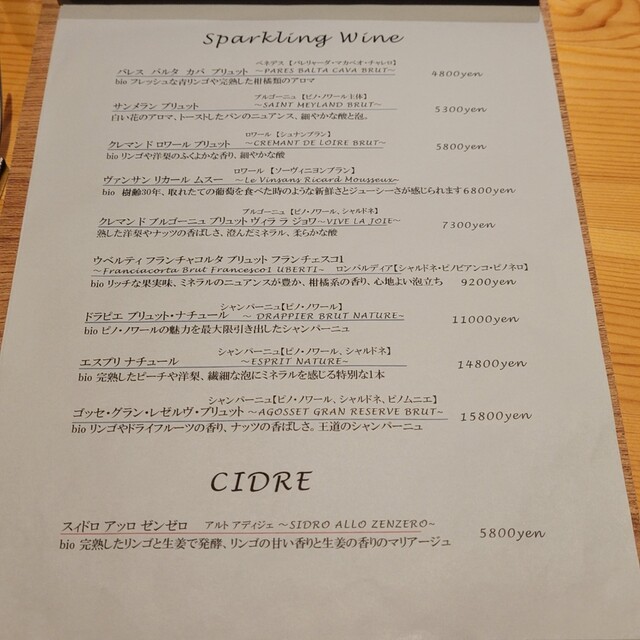 Sparkling Wine
ペネデス【パレリャーダ・マカベオ・チャレロ】
パレス バルタ カバ ブリュット ～PARES BALTA CAVA BRUT～ 4800yen
bio フレッシュな青リンゴや完熟した柑橘類のアロマ
ブルゴーニュ【ピノ・ノワール主体】
サンメラン ブリュット ～SAINT MEYLAND BRUT～ 5300yen
白い花のアロマ、トーストしたパンのニュアンス、細やかな酸と泡。
ロワール【シュナンブラン】
クレマンド ロワール ブリュット ～CREMANT DE LOIRE BRUT～ 5800yen
bio リンゴや洋梨のふくよかな香り、細やかな酸
ロワール【ソーヴィニヨンブラン】
ヴァンサン リカール ムスー ～Le Vinsans Ricard Mousseux～
bio 樹齢30年、取れたての葡萄を食べた時のような新鮮さとジューシーさが感じられます 6800yen
ブルゴーニュ【ピノ・ノワール、シャルドネ】
クレマンド ブルゴーニュ ブリュット ヴィラ ラ ジョワ～VIVE LA JOIE～ 7300yen
熟した洋梨やナッツの香ばしさ、澄んだミネラル、柔らかな酸
ウベルティ フランチャコルタ ブリュット フランチェスコ1
～Franciacorta Brut Francesco1 UBERTI～ ロンバルディア【シャルドネ・ピノビアンコ・ピノネロ】
bio リッチな果実味、ミネラルのニュアンスが豊か、柑橘系の香り、心地よい泡立ち 9200yen
シャンパーニュ【ピノ・ノワール】
ドラピエ ブリュット・ナチュール ～ DRAPPIER BRUT NATURE～ 11000yen
bio ピノ・ノワールの魅力を最大限引き出したシャンパーニュ
シャンパーニュ【ピノ・ノワール、シャルドネ】
エスプリ ナチュール ～ESPRIT NATURE～ 14800yen
bio 完熟したピーチや洋梨、繊細な泡にミネラルを感じる特別な1本
シャンパーニュ【ピノ・ノワール、シャルドネ、ピノムニエ】
ゴッセ・グラン・レゼルヴ・ブリュット ～AGOSSET GRAN RESERVE BRUT～ 15800yen
bio リンゴやドライフルーツの香り、ナッツの香ばしさ。王道のシャンパーニュ
CIDRE
スィドロ アッロ ゼンゼロ アルト アディジェ ～SIDRO ALLO ZENZERO～ 5800yen
bio 完熟したリンゴと生姜で発酵、リンゴの甘い香りと生姜の香りのマリアージュ